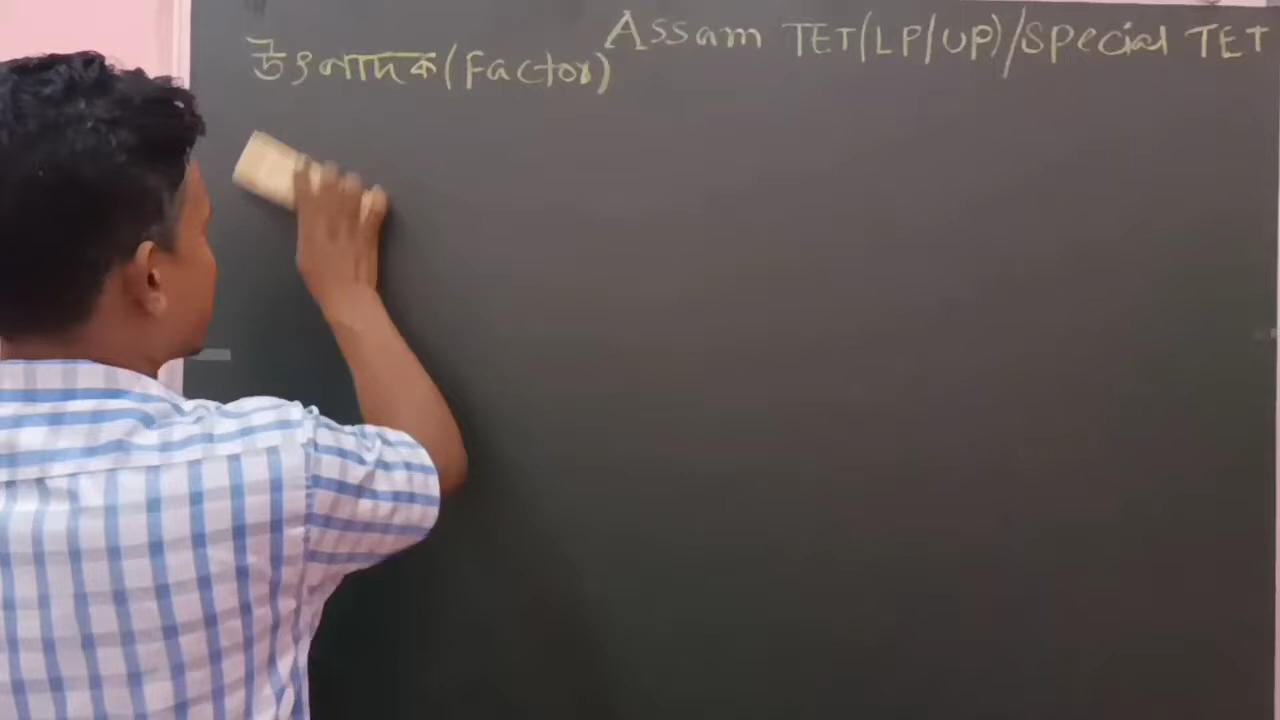 উৎপাদক (Factor)
Assam TET(LP/UP)/Special TET